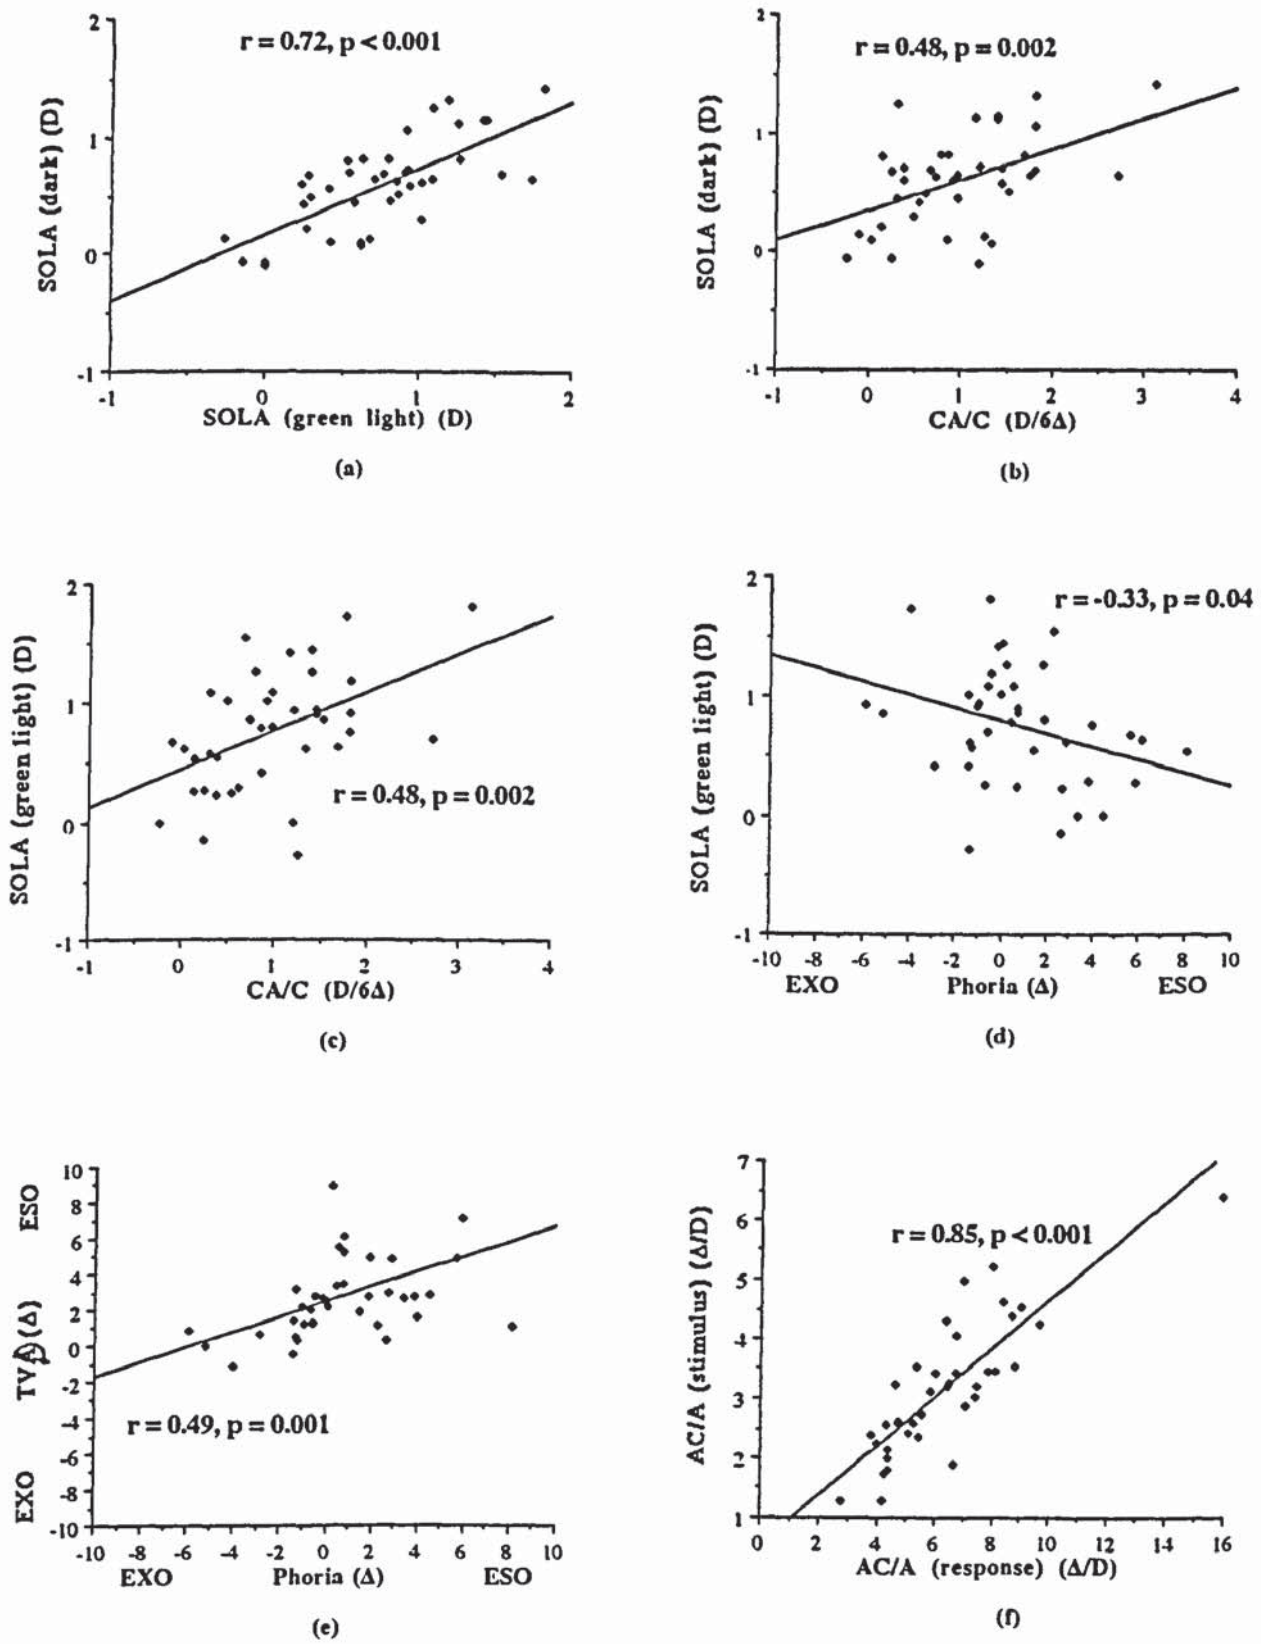 r = 0.72, p < 0.001
SOLA (dark) (D)
2
1
0
-1
-1 0 1 2
SOLA (green light) (D)
(a)
r = 0.48, p = 0.002
SOLA (dark) (D)
2
1
0
-1
-1 0 1 2 3 4
CA/C (D/6Δ)
(b)
SOLA (green light) (D)
2
1
0
-1
r = 0.48, p = 0.002
-1 0 1 2 3 4
CA/C (D/6Δ)
(c)
r = -0.33, p = 0.04
SOLA (green light) (D)
2
1
0
-1
-10 -8 -6 -4 -2 0 2 4 6 8 10
EXO Phoria (Δ) ESO
(d)
EXO (Δ) ESO
10
8
6
4
2
0
-2
-4
-6
-8
-10
r = 0.49, p = 0.001
-10 -8 -6 -4 -2 0 2 4 6 8 10
EXO Phoria (Δ) ESO
(e)
r = 0.85, p < 0.001
AC/A (stimulus) (Δ/D)
7
6
5
4
3
2
1
0 2 4 6 8 10 12 14 16
AC/A (response) (Δ/D)
(f)